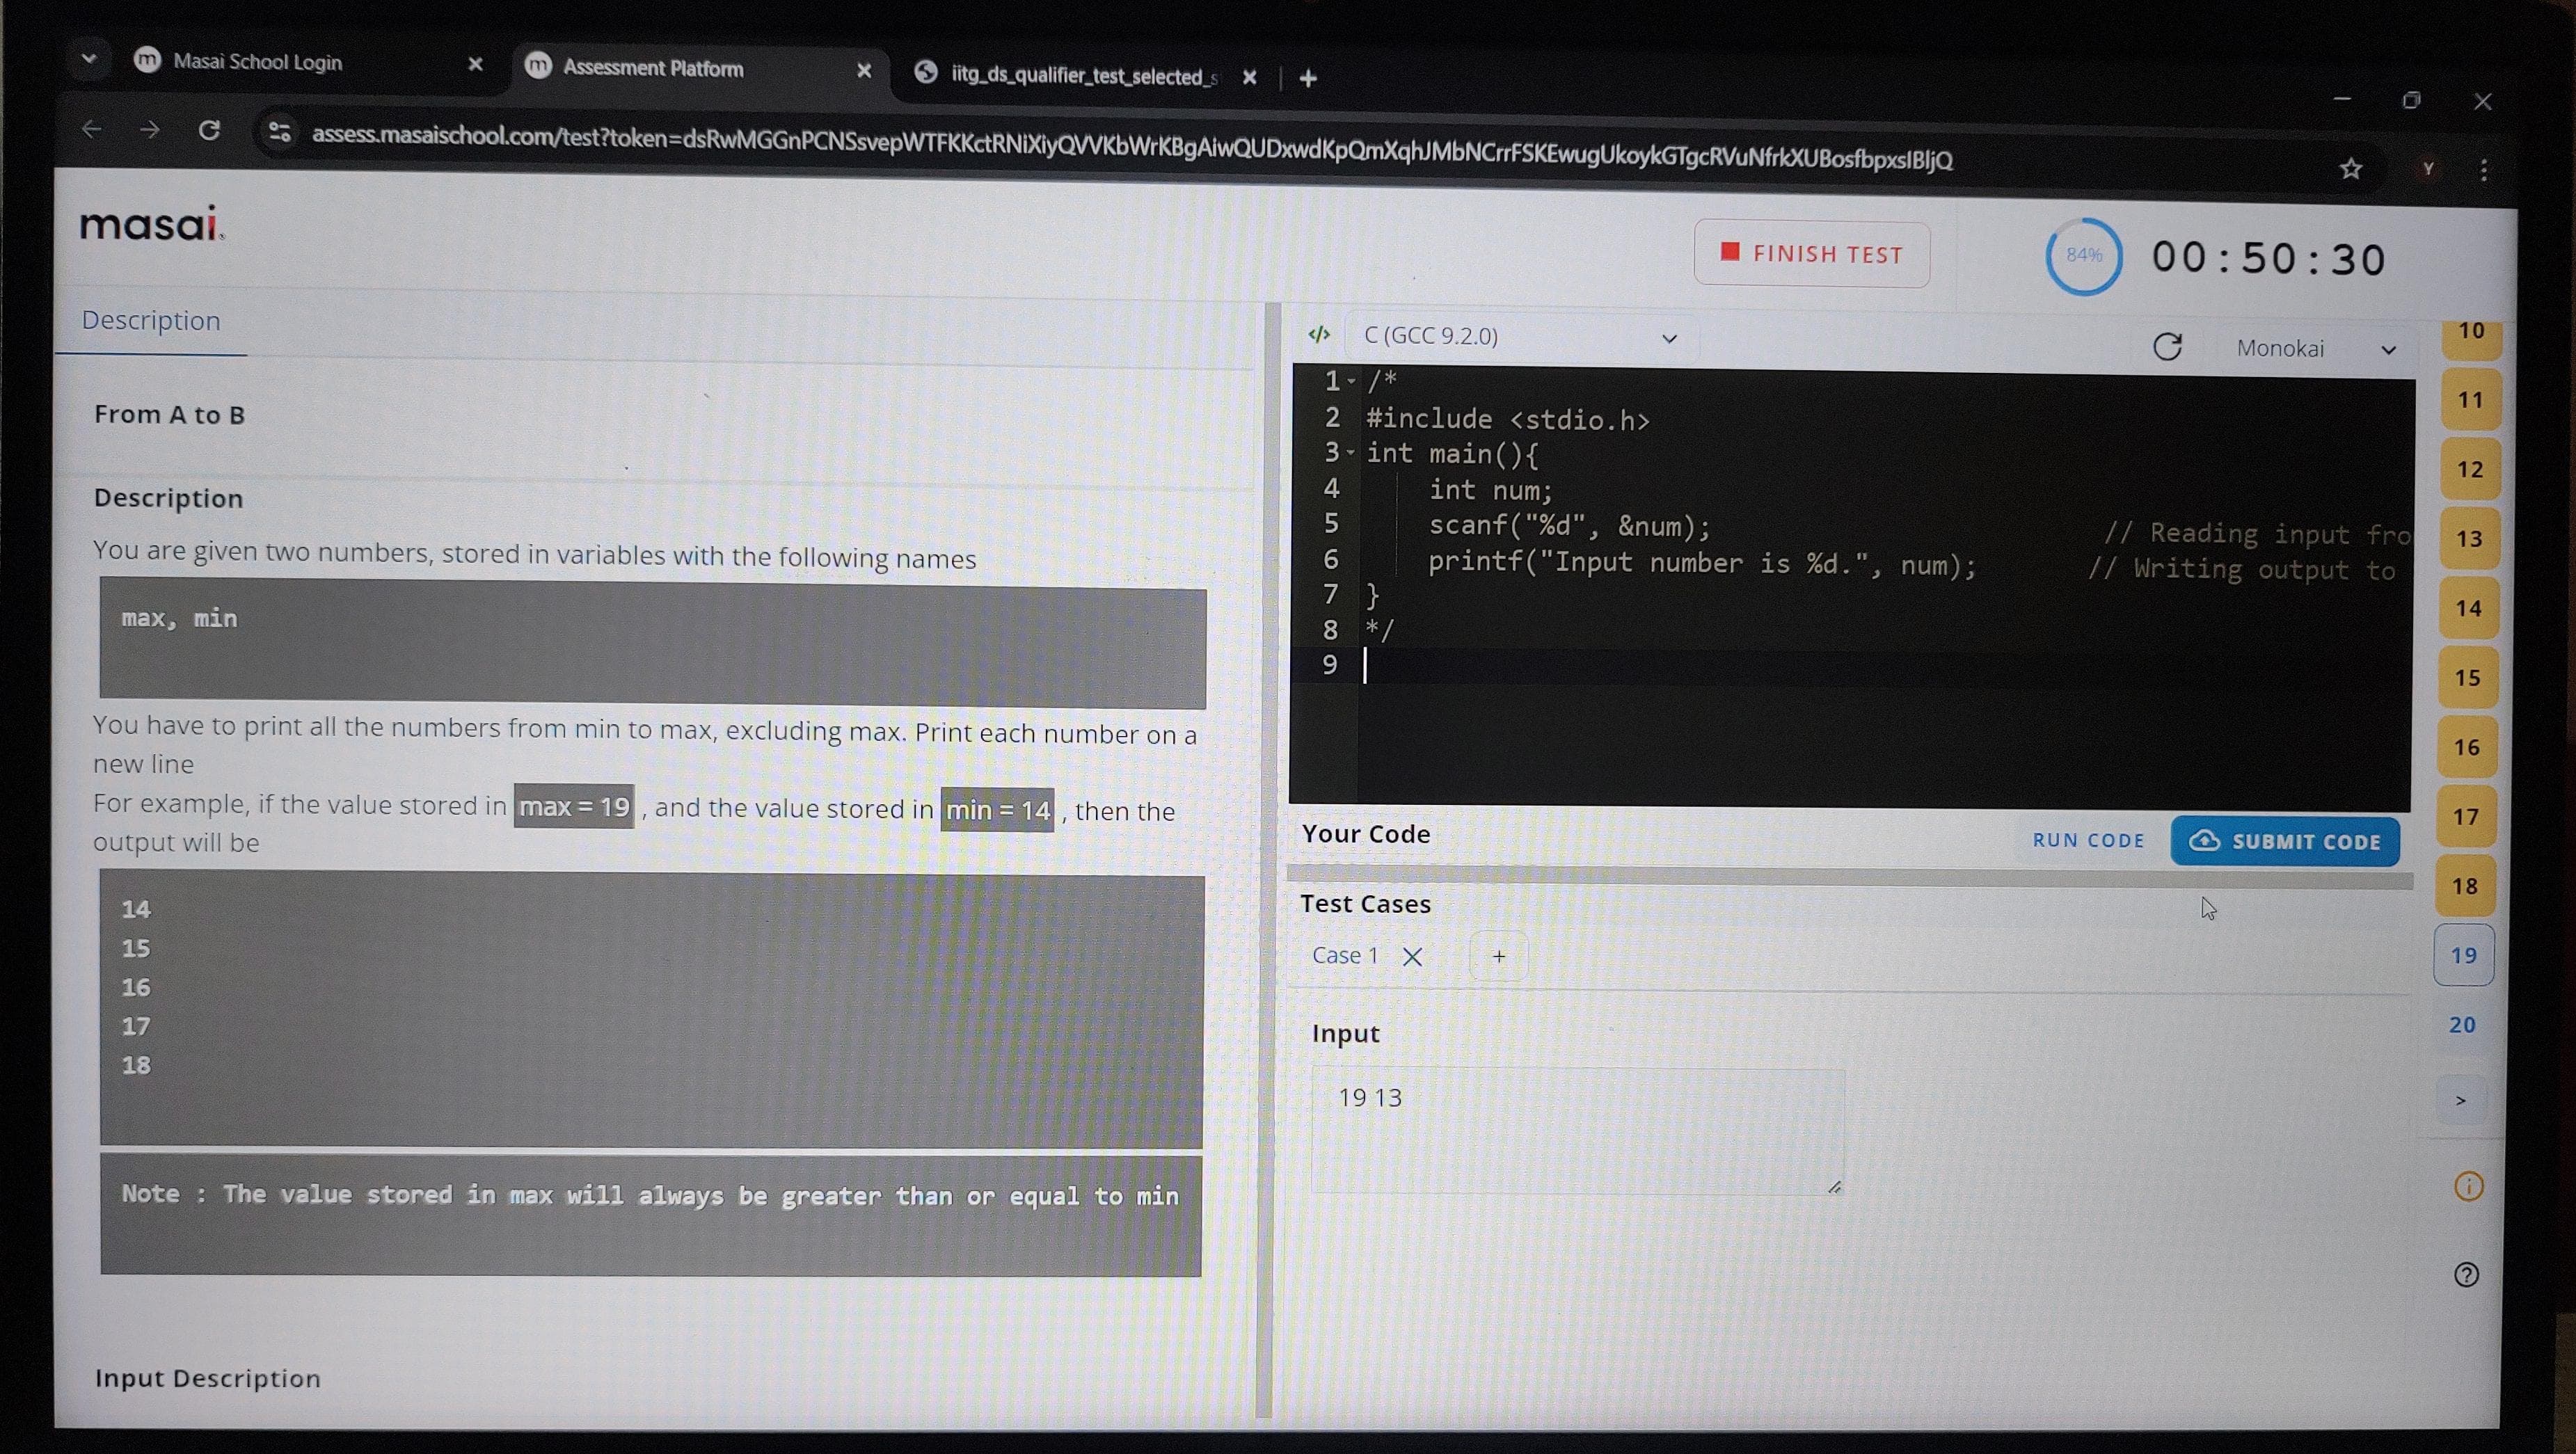 Masai School Login
Assessment Platform
iitg_ds_qualifier_test_selected_s
masai.
FINISH TEST
84%
00:50:30
Description
From A to B
Description
You are given two numbers, stored in variables with the following names
max, min
You have to print all the numbers from min to max, excluding max. Print each number on a
new line
For example, if the value stored in max = 19 , and the value stored in min = 14 , then the
output will be
14
15
16
17
18
Note : The value stored in max will always be greater than or equal to min
Input Description
</> C (GCC 9.2.0)
Monokai
1 /*
2 #include <stdio.h>
3 int main(){
4 int num;
5 scanf("%d", &num); // Reading input fro
6 printf("Input number is %d.", num); // Writing output to
7 }
8 */
9
Your Code
RUN CODE
SUBMIT CODE
Test Cases
Case 1
+
Input
19 13
10
11
12
13
14
15
16
17
18
19
20
>
Y